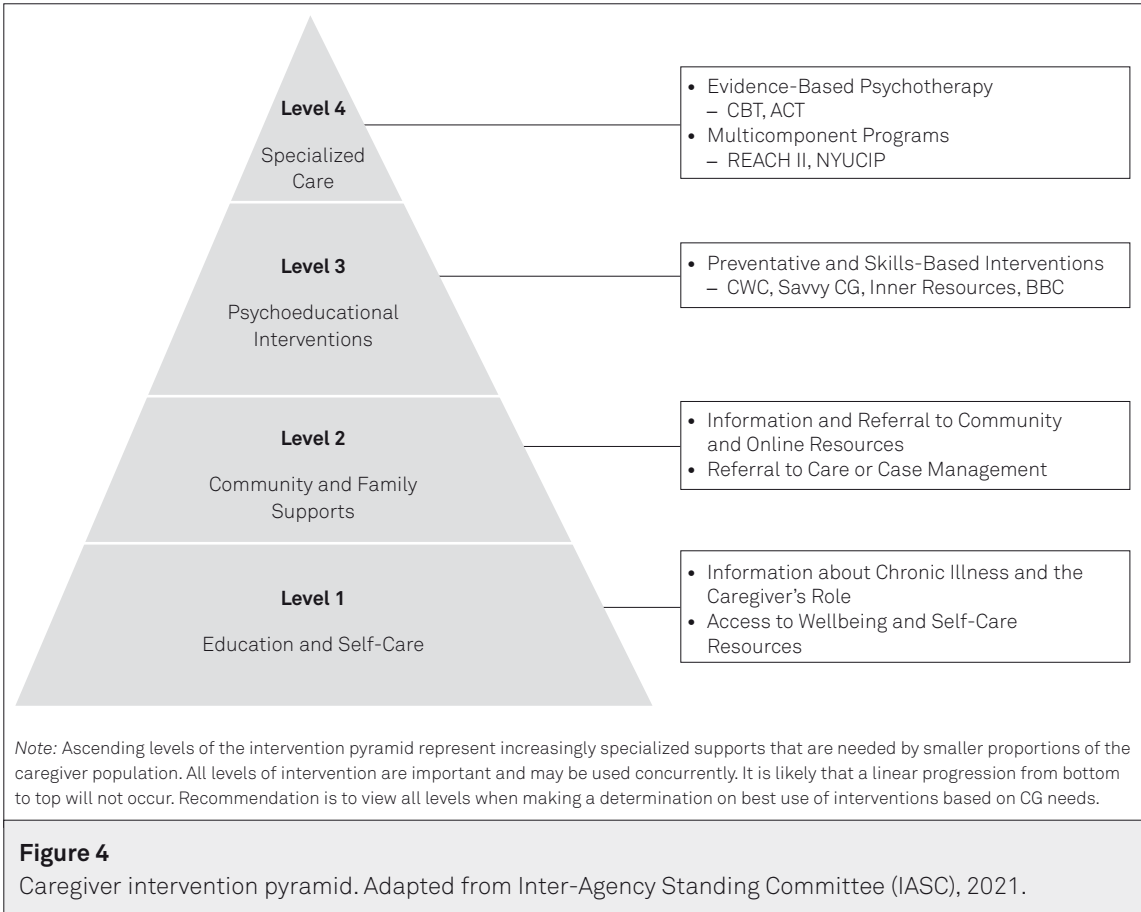 Level 4
Specialized
Care
• Evidence-Based Psychotherapy
– CBT, ACT
• Multicomponent Programs
– REACH II, NYUCIP
Level 3
Psychoeducational
Interventions
• Preventative and Skills-Based Interventions
– CWC, Savvy CG, Inner Resources, BBC
Level 2
Community and Family
Supports
• Information and Referral to Community
and Online Resources
• Referral to Care or Case Management
Level 1
Education and Self-Care
• Information about Chronic Illness and the
Caregiver’s Role
• Access to Wellbeing and Self-Care
Resources
Note: Ascending levels of the intervention pyramid represent increasingly specialized supports that are needed by smaller proportions of the
caregiver population. All levels of intervention are important and may be used concurrently. It is likely that a linear progression from bottom
to top will not occur. Recommendation is to view all levels when making a determination on best use of interventions based on CG needs.
Figure 4
Caregiver intervention pyramid. Adapted from Inter-Agency Standing Committee (IASC), 2021.